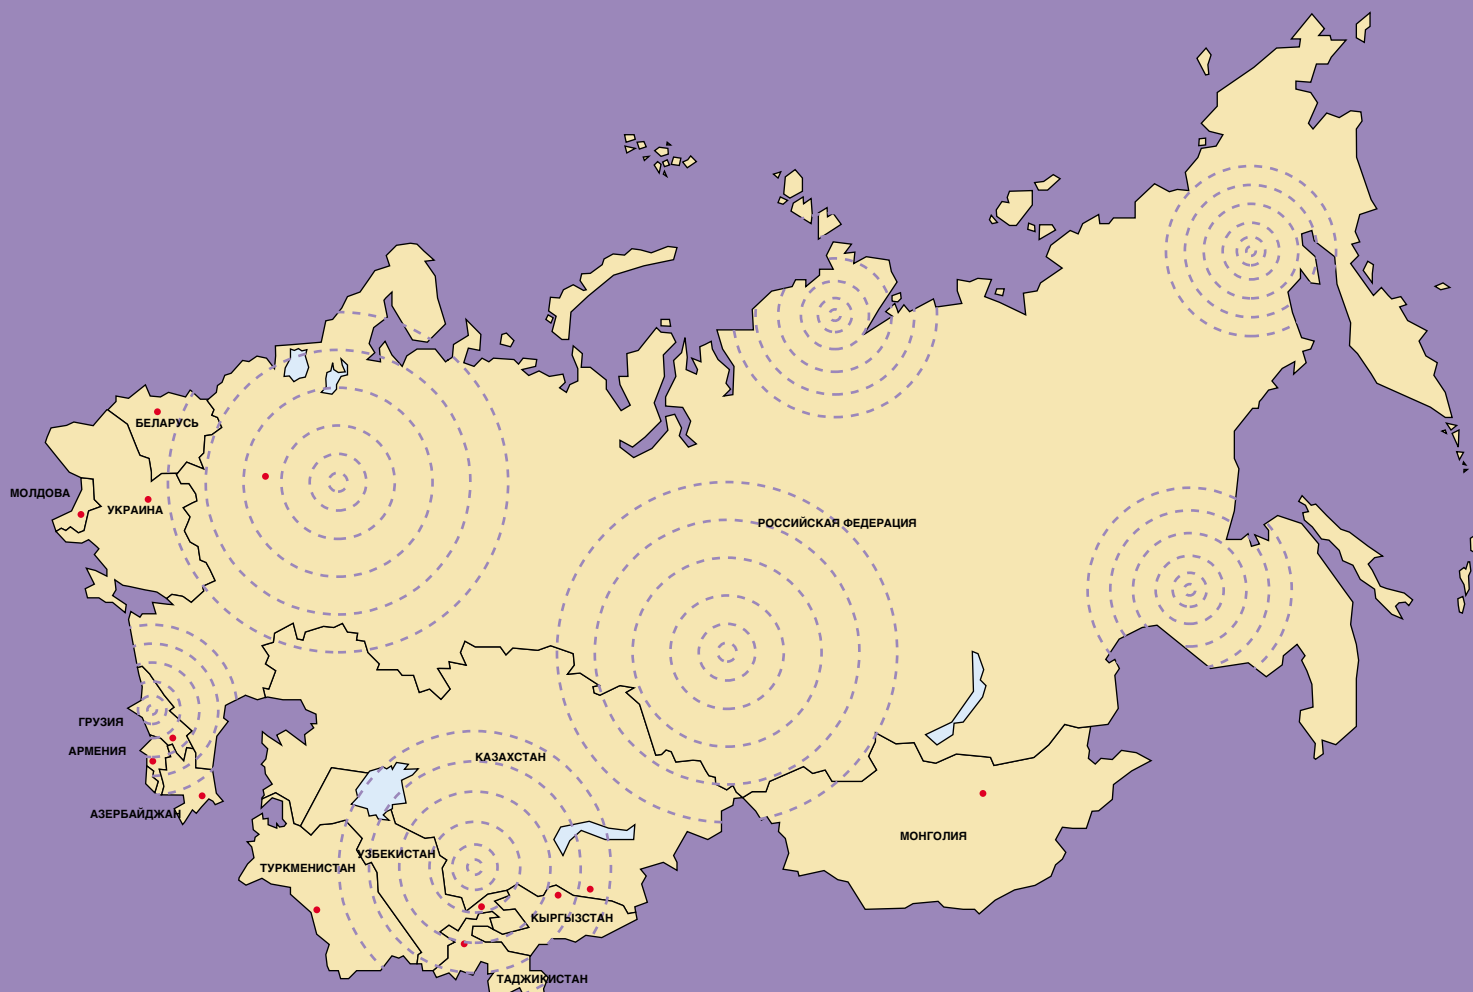 БЕЛАРУСЬ
МОЛДОВА
УКРАИНА
РОССИЙСКАЯ ФЕДЕРАЦИЯ
ГРУЗИЯ
АРМЕНИЯ
КАЗАХСТАН
АЗЕРБАЙДЖАН
МОНГОЛИЯ
УЗБЕКИСТАН
ТУРКМЕНИСТАН
КЫРГЫЗСТАН
ТАДЖИКИСТАН